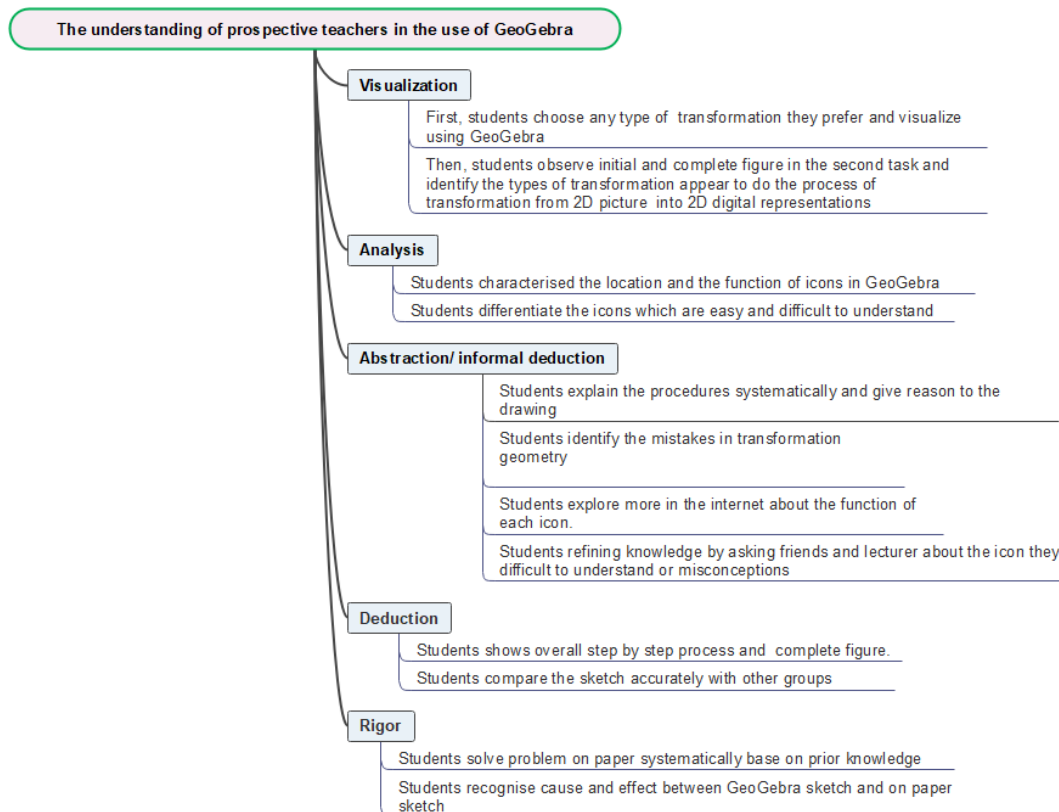 The understanding of prospective teachers in the use of GeoGebra
Visualization
First, students choose any type of transformation they prefer and visualize
using GeoGebra
Then, students observe initial and complete figure in the second task and
identify the types of transformation appear to do the process of
transformation from 2D picture into 2D digital representations
Analysis
Students characterised the location and the function of icons in GeoGebra
Students differentiate the icons which are easy and difficult to understand
Abstraction/ informal deduction
Students explain the procedures systematically and give reason to the
drawing
Students identify the mistakes in transformation
geometry
Students explore more in the internet about the function of
each icon.
Students refining knowledge by asking friends and lecturer about the icon they
difficult to understand or misconceptions
Deduction
Students shows overall step by step process and complete figure.
Students compare the sketch accurately with other groups
Rigor
Students solve problem on paper systematically base on prior knowledge
Students recognise cause and effect between GeoGebra sketch and on paper
sketch